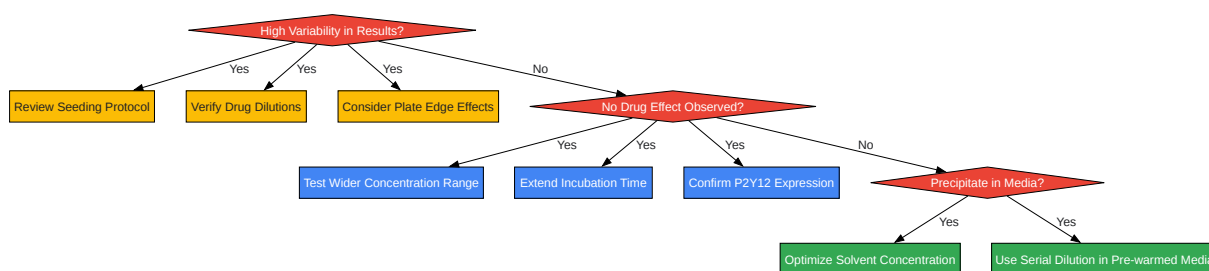 High Variability in Results?
Yes
Yes
Yes
No
Review Seeding Protocol
Verify Drug Dilutions
Consider Plate Edge Effects
No Drug Effect Observed?
Yes
Yes
Yes
No
Test Wider Concentration Range
Extend Incubation Time
Confirm P2Y12 Expression
Precipitate in Media?
Yes
Yes
Optimize Solvent Concentration
Use Serial Dilution in Pre-warmed Media